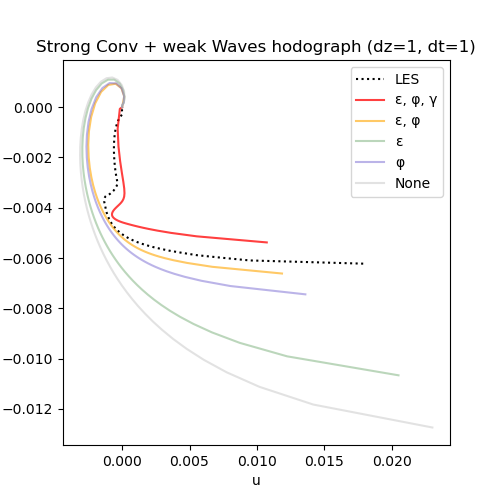 Strong Conv + weak Waves hodograph (dz=1, dt=1)
LES
ε, φ, γ
ε, φ
ε
φ
None
0.000
−0.002
−0.004
−0.006
−0.008
−0.010
−0.012
0.000 0.005 0.010 0.015 0.020
u